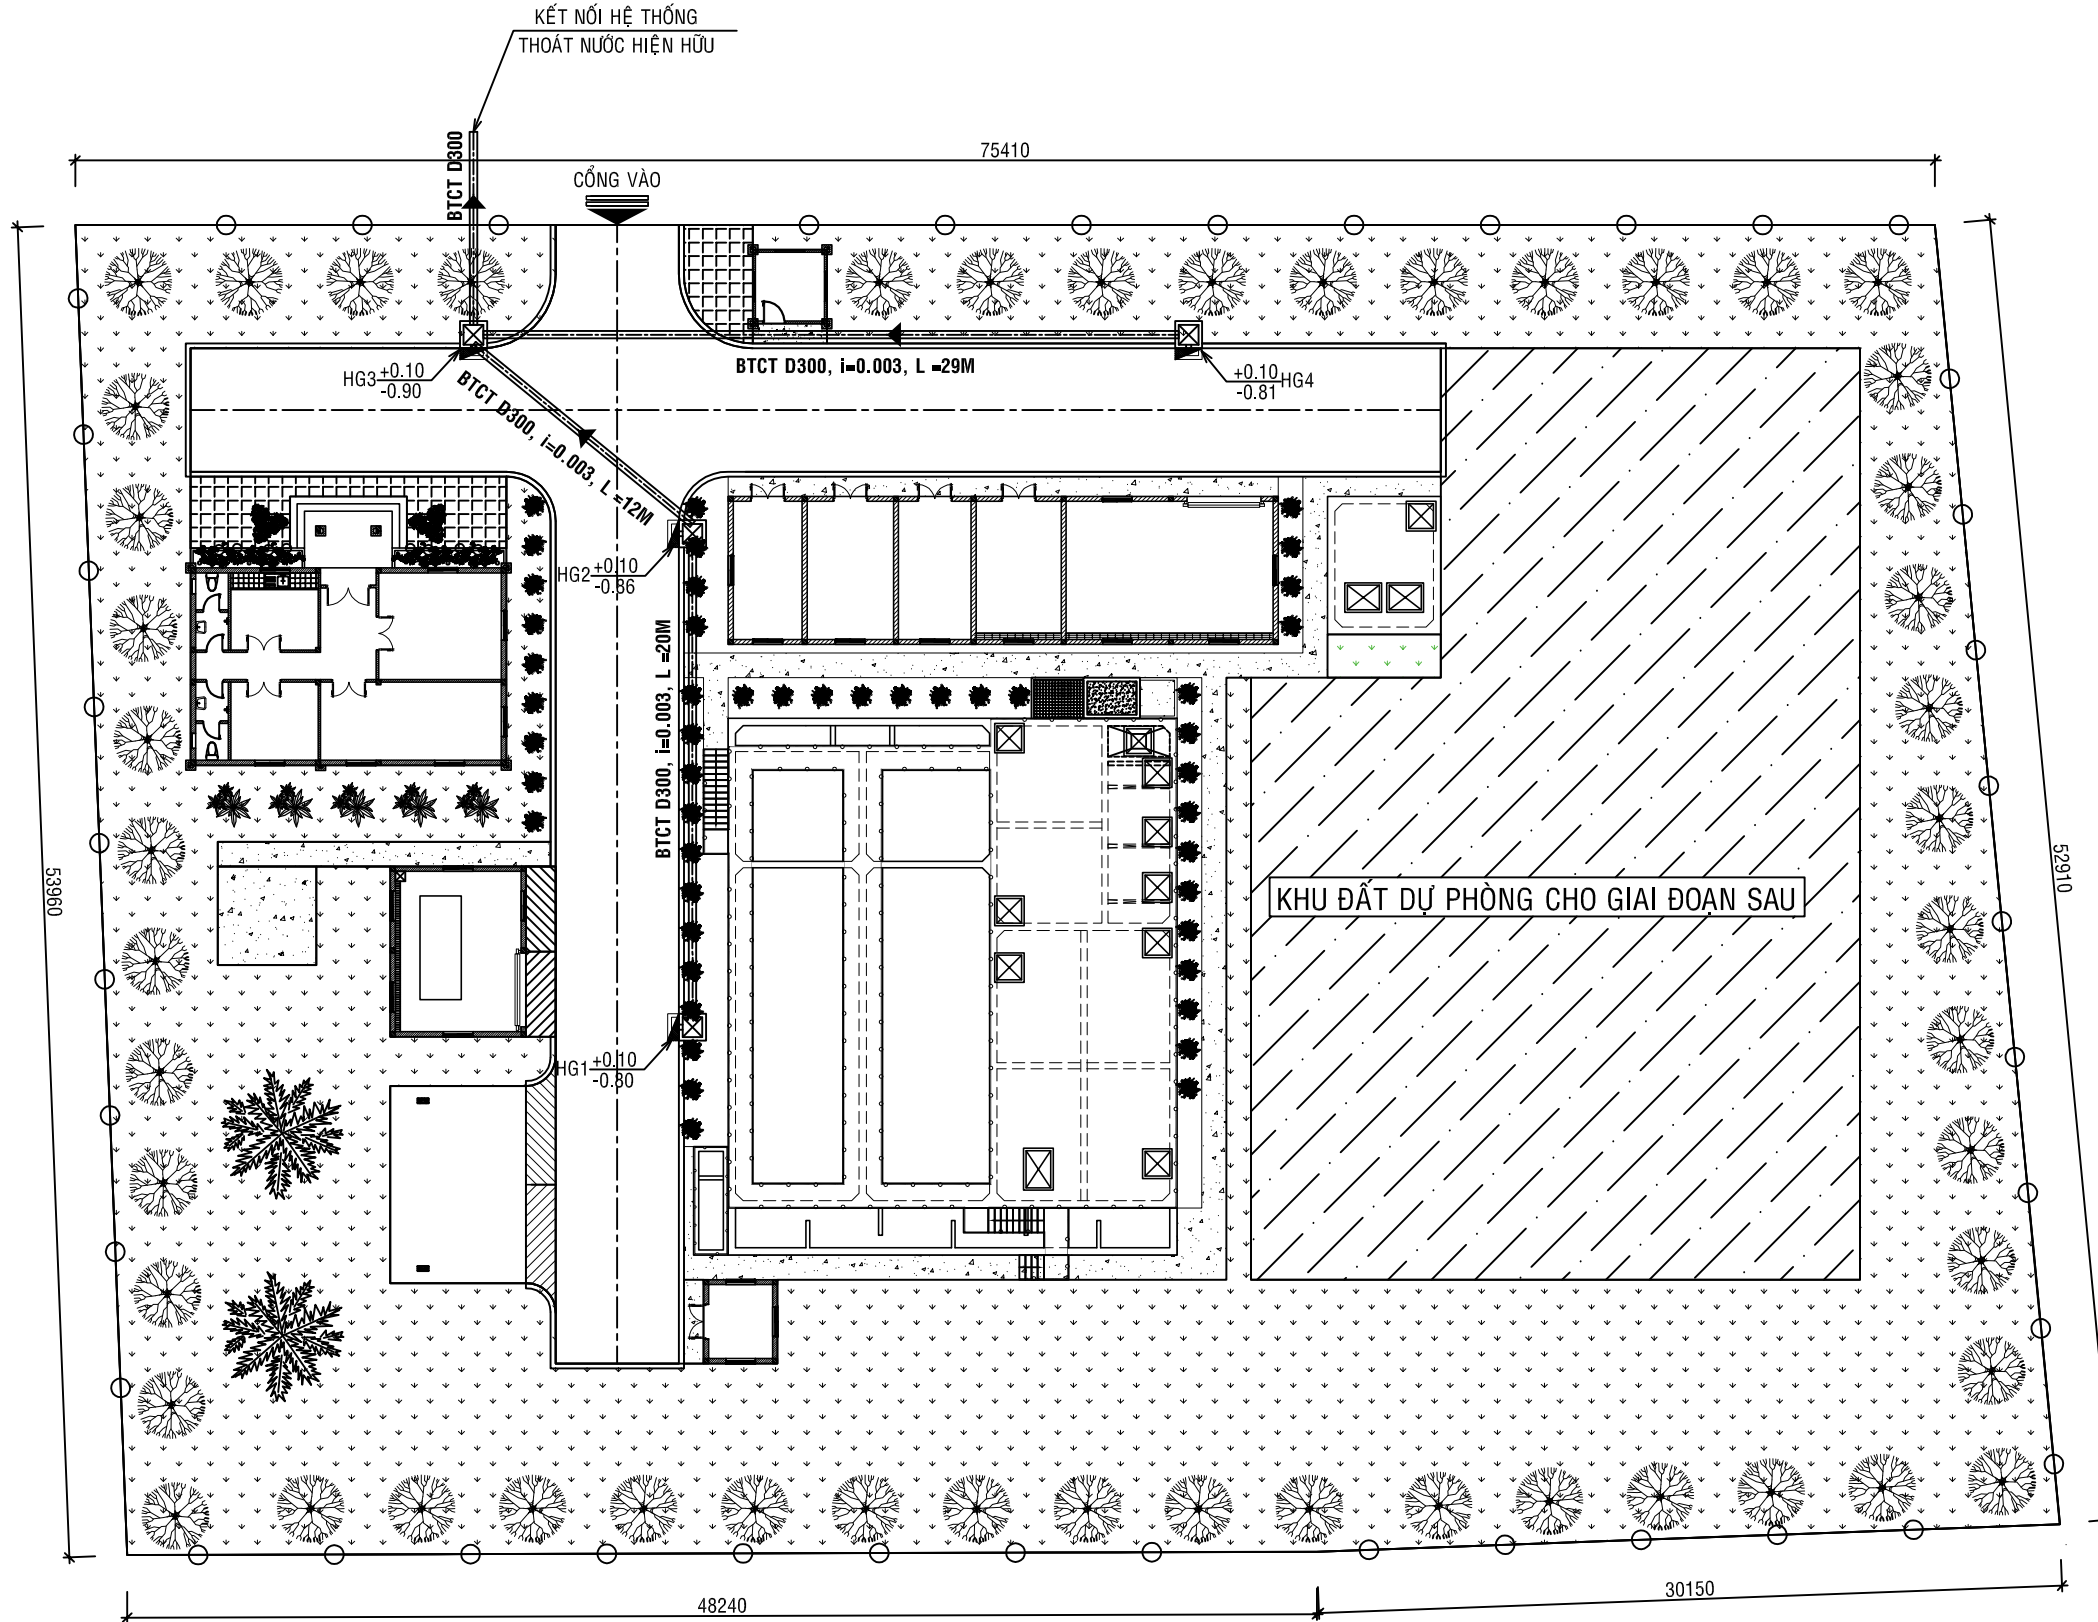 KẾT NỐI HỆ THỐNG
THOÁT NƯỚC HIỆN HỮU
BTCT D300
75410
CỔNG VÀO
HG3 +0.10
-0.90
BTCT D300, i=0.003, L =29M
+0.10 HG4
-0.81
BTCT D300, i=0.003, L =12M
HG2 +0.10
-0.86
BTCT D300, i=0.003, L =20M
53960
52910
KHU ĐẤT DỰ PHÒNG CHO GIAI ĐOẠN SAU
HG1 +0.10
-0.80
48240
30150